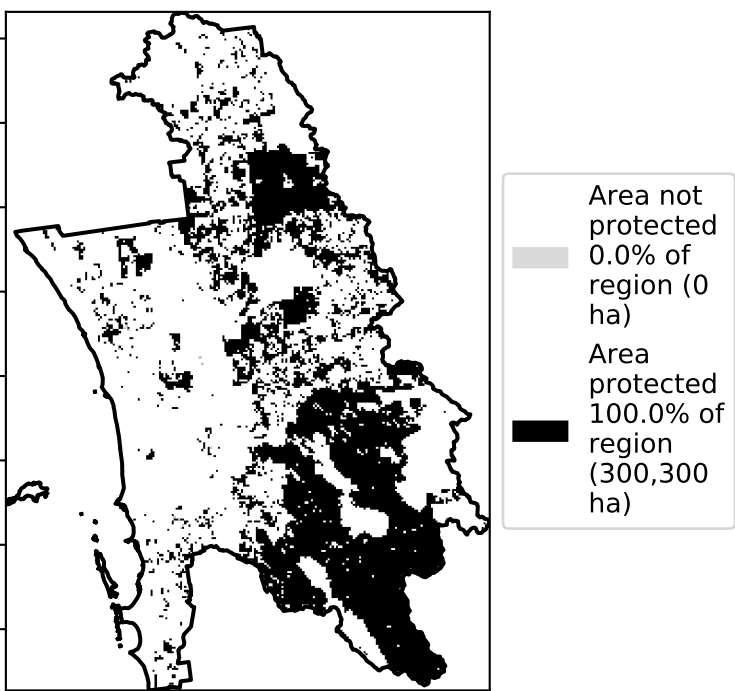 Area not
protected
0.0% of
region (0
ha)
Area
protected
100.0% of
region
(300,300
ha)